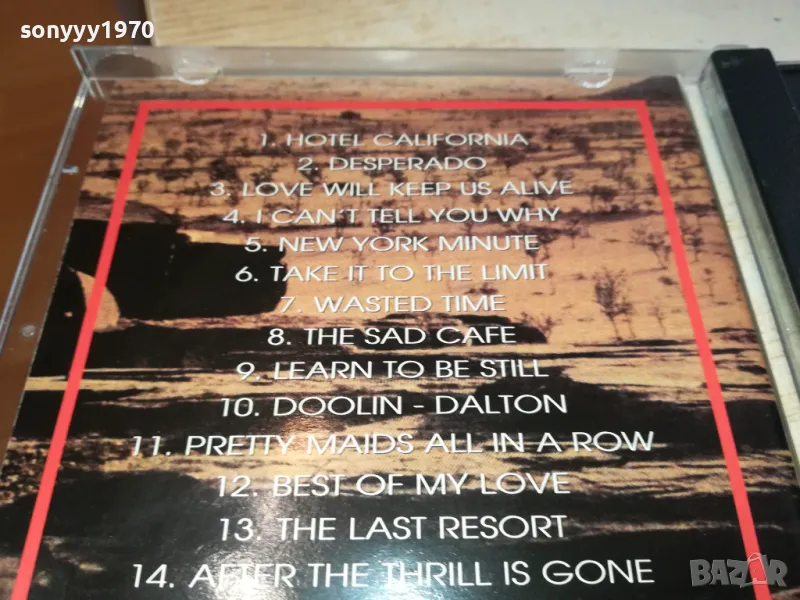 sonyyy1970
1. HOTEL CALIFORNIA
2. DESPERADO
3. LOVE WILL KEEP US ALIVE
4. I CAN'T TELL YOU WHY
5. NEW YORK MINUTE
6. TAKE IT TO THE LIMIT
7. WASTED TIME
8. THE SAD CAFE
9. LEARN TO BE STILL
10. DOOLIN - DALTON
11. PRETTY MAIDS ALL IN A ROW
12. BEST OF MY LOVE
13. THE LAST RESORT
14. AFTER THE THRILL IS GONE
BAZAR